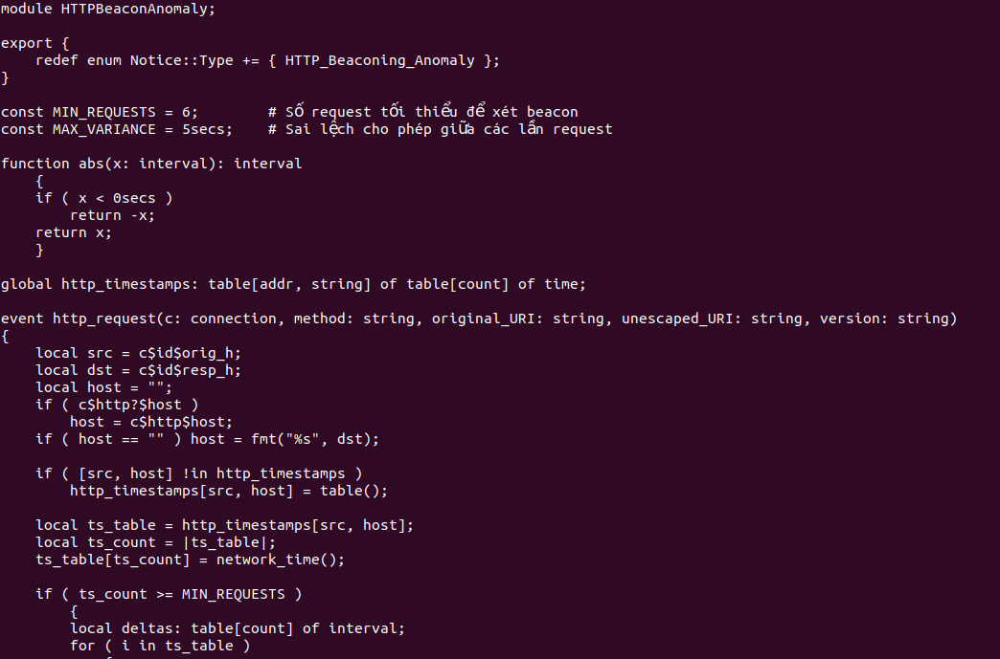 module HTTPBeaconAnomaly;

export {
    redef enum Notice::Type += { HTTP_Beaconing_Anomaly };
}

const MIN_REQUESTS = 6;        # Số request tối thiểu để xét beacon
const MAX_VARIANCE = 5secs;    # Sai lệch cho phép giữa các lần request

function abs(x: interval): interval
    {
    if ( x < 0secs )
        return -x;
    return x;
    }

global http_timestamps: table[addr, string] of table[count] of time;

event http_request(c: connection, method: string, original_URI: string, unescaped_URI: string, version: string)
{
    local src = c$id$orig_h;
    local dst = c$id$resp_h;
    local host = "";
    if ( c$http?$host )
        host = c$http$host;
    if ( host == "" ) host = fmt("%s", dst);

    if ( [src, host] !in http_timestamps )
        http_timestamps[src, host] = table();

    local ts_table = http_timestamps[src, host];
    local ts_count = |ts_table|;
    ts_table[ts_count] = network_time();

    if ( ts_count >= MIN_REQUESTS )
        {
        local deltas: table[count] of interval;
        for ( i in ts_table )
            {